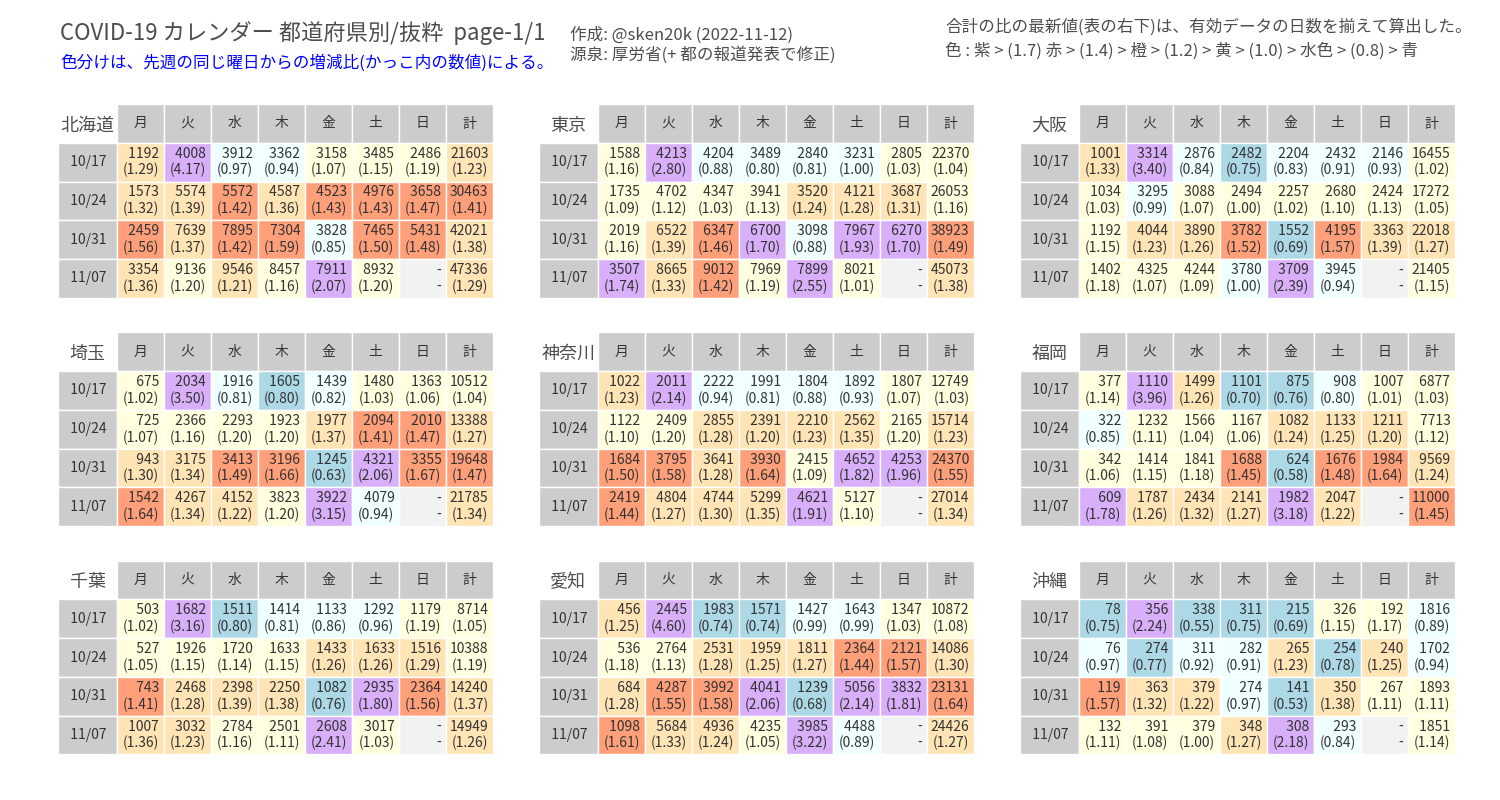 COVID-19 カレンダー 都道府県別/抜粋 page-1/1
色分けは、先週の同じ曜日からの増減比(かっこ内の数値)による。
作成: @sken20k (2022-11-12)
源泉: 厚労省(+ 都の報道発表で修正)
合計の比の最新値(表の右下)は、有効データの日数を揃えて算出した。
色 : 紫 > (1.7) 赤 > (1.4) > 橙 > (1.2) > 黄 > (1.0) > 水色 > (0.8) > 青
北海道 月 火 水 木 金 土 日 計
10/17 1192 4008 3912 3362 3158 3485 2486 21603
(1.29) (4.17) (0.97) (0.94) (1.07) (1.15) (1.19) (1.23)
10/24 1573 5574 5572 4587 4523 4976 3658 30463
(1.32) (1.39) (1.42) (1.36) (1.43) (1.43) (1.47) (1.41)
10/31 2459 7639 7895 7304 3828 7465 5431 42021
(1.56) (1.37) (1.42) (1.59) (0.85) (1.50) (1.48) (1.38)
11/07 3354 9136 9546 8457 7911 8932 - 47336
(1.36) (1.20) (1.21) (1.16) (2.07) (1.20) - (1.29)
東京 月 火 水 木 金 土 日 計
10/17 1588 4213 4204 3489 2840 3231 2805 22370
(1.16) (2.80) (0.88) (0.80) (0.81) (1.00) (1.03) (1.04)
10/24 1735 4702 4347 3941 3520 4121 3687 26053
(1.09) (1.12) (1.03) (1.13) (1.24) (1.28) (1.31) (1.16)
10/31 2019 6522 6347 6700 3098 7967 6270 38923
(1.16) (1.39) (1.46) (1.70) (0.88) (1.93) (1.70) (1.49)
11/07 3507 8665 9012 7969 7899 8021 - 45073
(1.74) (1.33) (1.42) (1.19) (2.55) (1.01) - (1.38)
大阪 月 火 水 木 金 土 日 計
10/17 1001 3314 2876 2482 2204 2432 2146 16455
(1.33) (3.40) (0.84) (0.75) (0.83) (0.91) (0.93) (1.02)
10/24 1034 3295 3088 2494 2257 2680 2424 17272
(1.03) (0.99) (1.07) (1.00) (1.02) (1.10) (1.13) (1.05)
10/31 1192 4044 3890 3782 1552 4195 3363 22018
(1.15) (1.23) (1.26) (1.52) (0.69) (1.57) (1.39) (1.27)
11/07 1402 4325 4244 3780 3709 3945 - 21405
(1.18) (1.07) (1.09) (1.00) (2.39) (0.94) - (1.15)
埼玉 月 火 水 木 金 土 日 計
10/17 675 2034 1916 1605 1439 1480 1363 10512
(1.02) (3.50) (0.81) (0.80) (0.82) (1.03) (1.06) (1.04)
10/24 725 2366 2293 1923 1977 2094 2010 13388
(1.07) (1.16) (1.20) (1.20) (1.37) (1.41) (1.47) (1.27)
10/31 943 3175 3413 3196 1245 4321 3355 19648
(1.30) (1.34) (1.49) (1.66) (0.63) (2.06) (1.67) (1.47)
11/07 1542 4267 4152 3823 3922 4079 - 21785
(1.64) (1.34) (1.22) (1.20) (3.15) (0.94) - (1.34)
神奈川 月 火 水 木 金 土 日 計
10/17 1022 2011 2222 1991 1804 1892 1807 12749
(1.23) (2.14) (0.94) (0.81) (0.88) (0.93) (1.07) (1.03)
10/24 1122 2409 2855 2391 2210 2562 2165 15714
(1.10) (1.20) (1.28) (1.20) (1.23) (1.35) (1.20) (1.23)
10/31 1684 3795 3641 3930 2415 4652 4253 24370
(1.50) (1.58) (1.28) (1.64) (1.09) (1.82) (1.96) (1.55)
11/07 2419 4804 4744 5299 4621 5127 - 27014
(1.44) (1.27) (1.30) (1.35) (1.91) (1.10) - (1.34)
福岡 月 火 水 木 金 土 日 計
10/17 377 1110 1499 1101 875 908 1007 6877
(1.14) (3.96) (1.26) (0.70) (0.76) (0.80) (1.01) (1.03)
10/24 322 1232 1566 1167 1082 1133 1211 7713
(0.85) (1.11) (1.04) (1.06) (1.24) (1.25) (1.20) (1.12)
10/31 342 1414 1841 1688 624 1676 1984 9569
(1.06) (1.15) (1.18) (1.45) (0.58) (1.48) (1.64) (1.24)
11/07 609 1787 2434 2141 1982 2047 - 11000
(1.78) (1.26) (1.32) (1.27) (3.18) (1.22) - (1.45)
千葉 月 火 水 木 金 土 日 計
10/17 503 1682 1511 1414 1133 1292 1179 8714
(1.02) (3.16) (0.80) (0.81) (0.86) (0.96) (1.19) (1.05)
10/24 527 1926 1720 1633 1433 1633 1516 10388
(1.05) (1.15) (1.14) (1.15) (1.26) (1.26) (1.29) (1.19)
10/31 743 2468 2398 2250 1082 2935 2364 14240
(1.41) (1.28) (1.39) (1.38) (0.76) (1.80) (1.56) (1.37)
11/07 1007 3032 2784 2501 2608 3017 - 14949
(1.36) (1.23) (1.16) (1.11) (2.41) (1.03) - (1.26)
愛知 月 火 水 木 金 土 日 計
10/17 456 2445 1983 1571 1427 1643 1347 10872
(1.25) (4.60) (0.74) (0.74) (0.99) (0.99) (1.03) (1.08)
10/24 536 2764 2531 1959 1811 2364 2121 14086
(1.18) (1.13) (1.28) (1.25) (1.27) (1.44) (1.57) (1.30)
10/31 684 4287 3992 4041 1239 5056 3832 23131
(1.28) (1.55) (1.58) (2.06) (0.68) (2.14) (1.81) (1.64)
11/07 1098 5684 4936 4235 3985 4488 - 24426
(1.61) (1.33) (1.24) (1.05) (3.22) (0.89) - (1.27)
沖縄 月 火 水 木 金 土 日 計
10/17 78 356 338 311 215 326 192 1816
(0.75) (2.24) (0.55) (0.75) (0.69) (1.15) (1.17) (0.89)
10/24 76 274 311 282 265 254 240 1702
(0.97) (0.77) (0.92) (0.91) (1.23) (0.78) (1.25) (0.94)
10/31 119 363 379 274 141 350 267 1893
(1.57) (1.32) (1.22) (0.97) (0.53) (1.38) (1.11) (1.11)
11/07 132 391 379 348 308 293 - 1851
(1.11) (1.08) (1.00) (1.27) (2.18) (0.84) - (1.14)